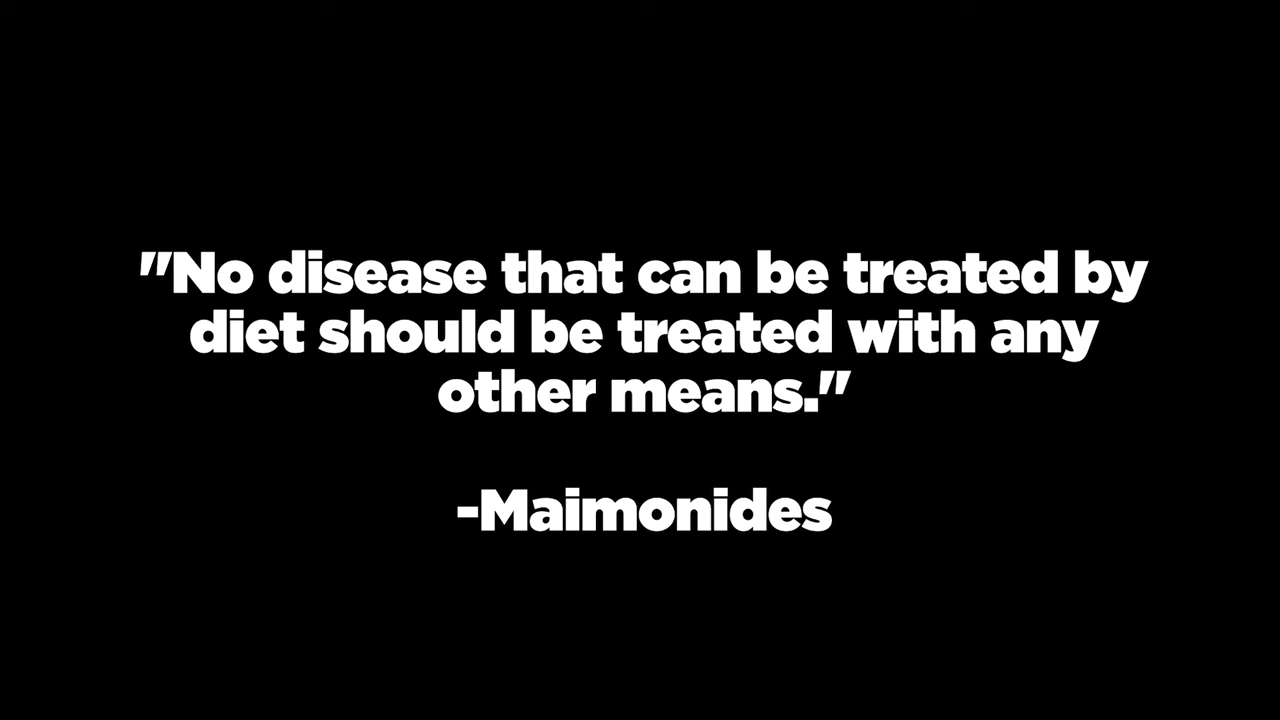 "No disease that can be treated by
diet should be treated with any
other means."
-Maimonides